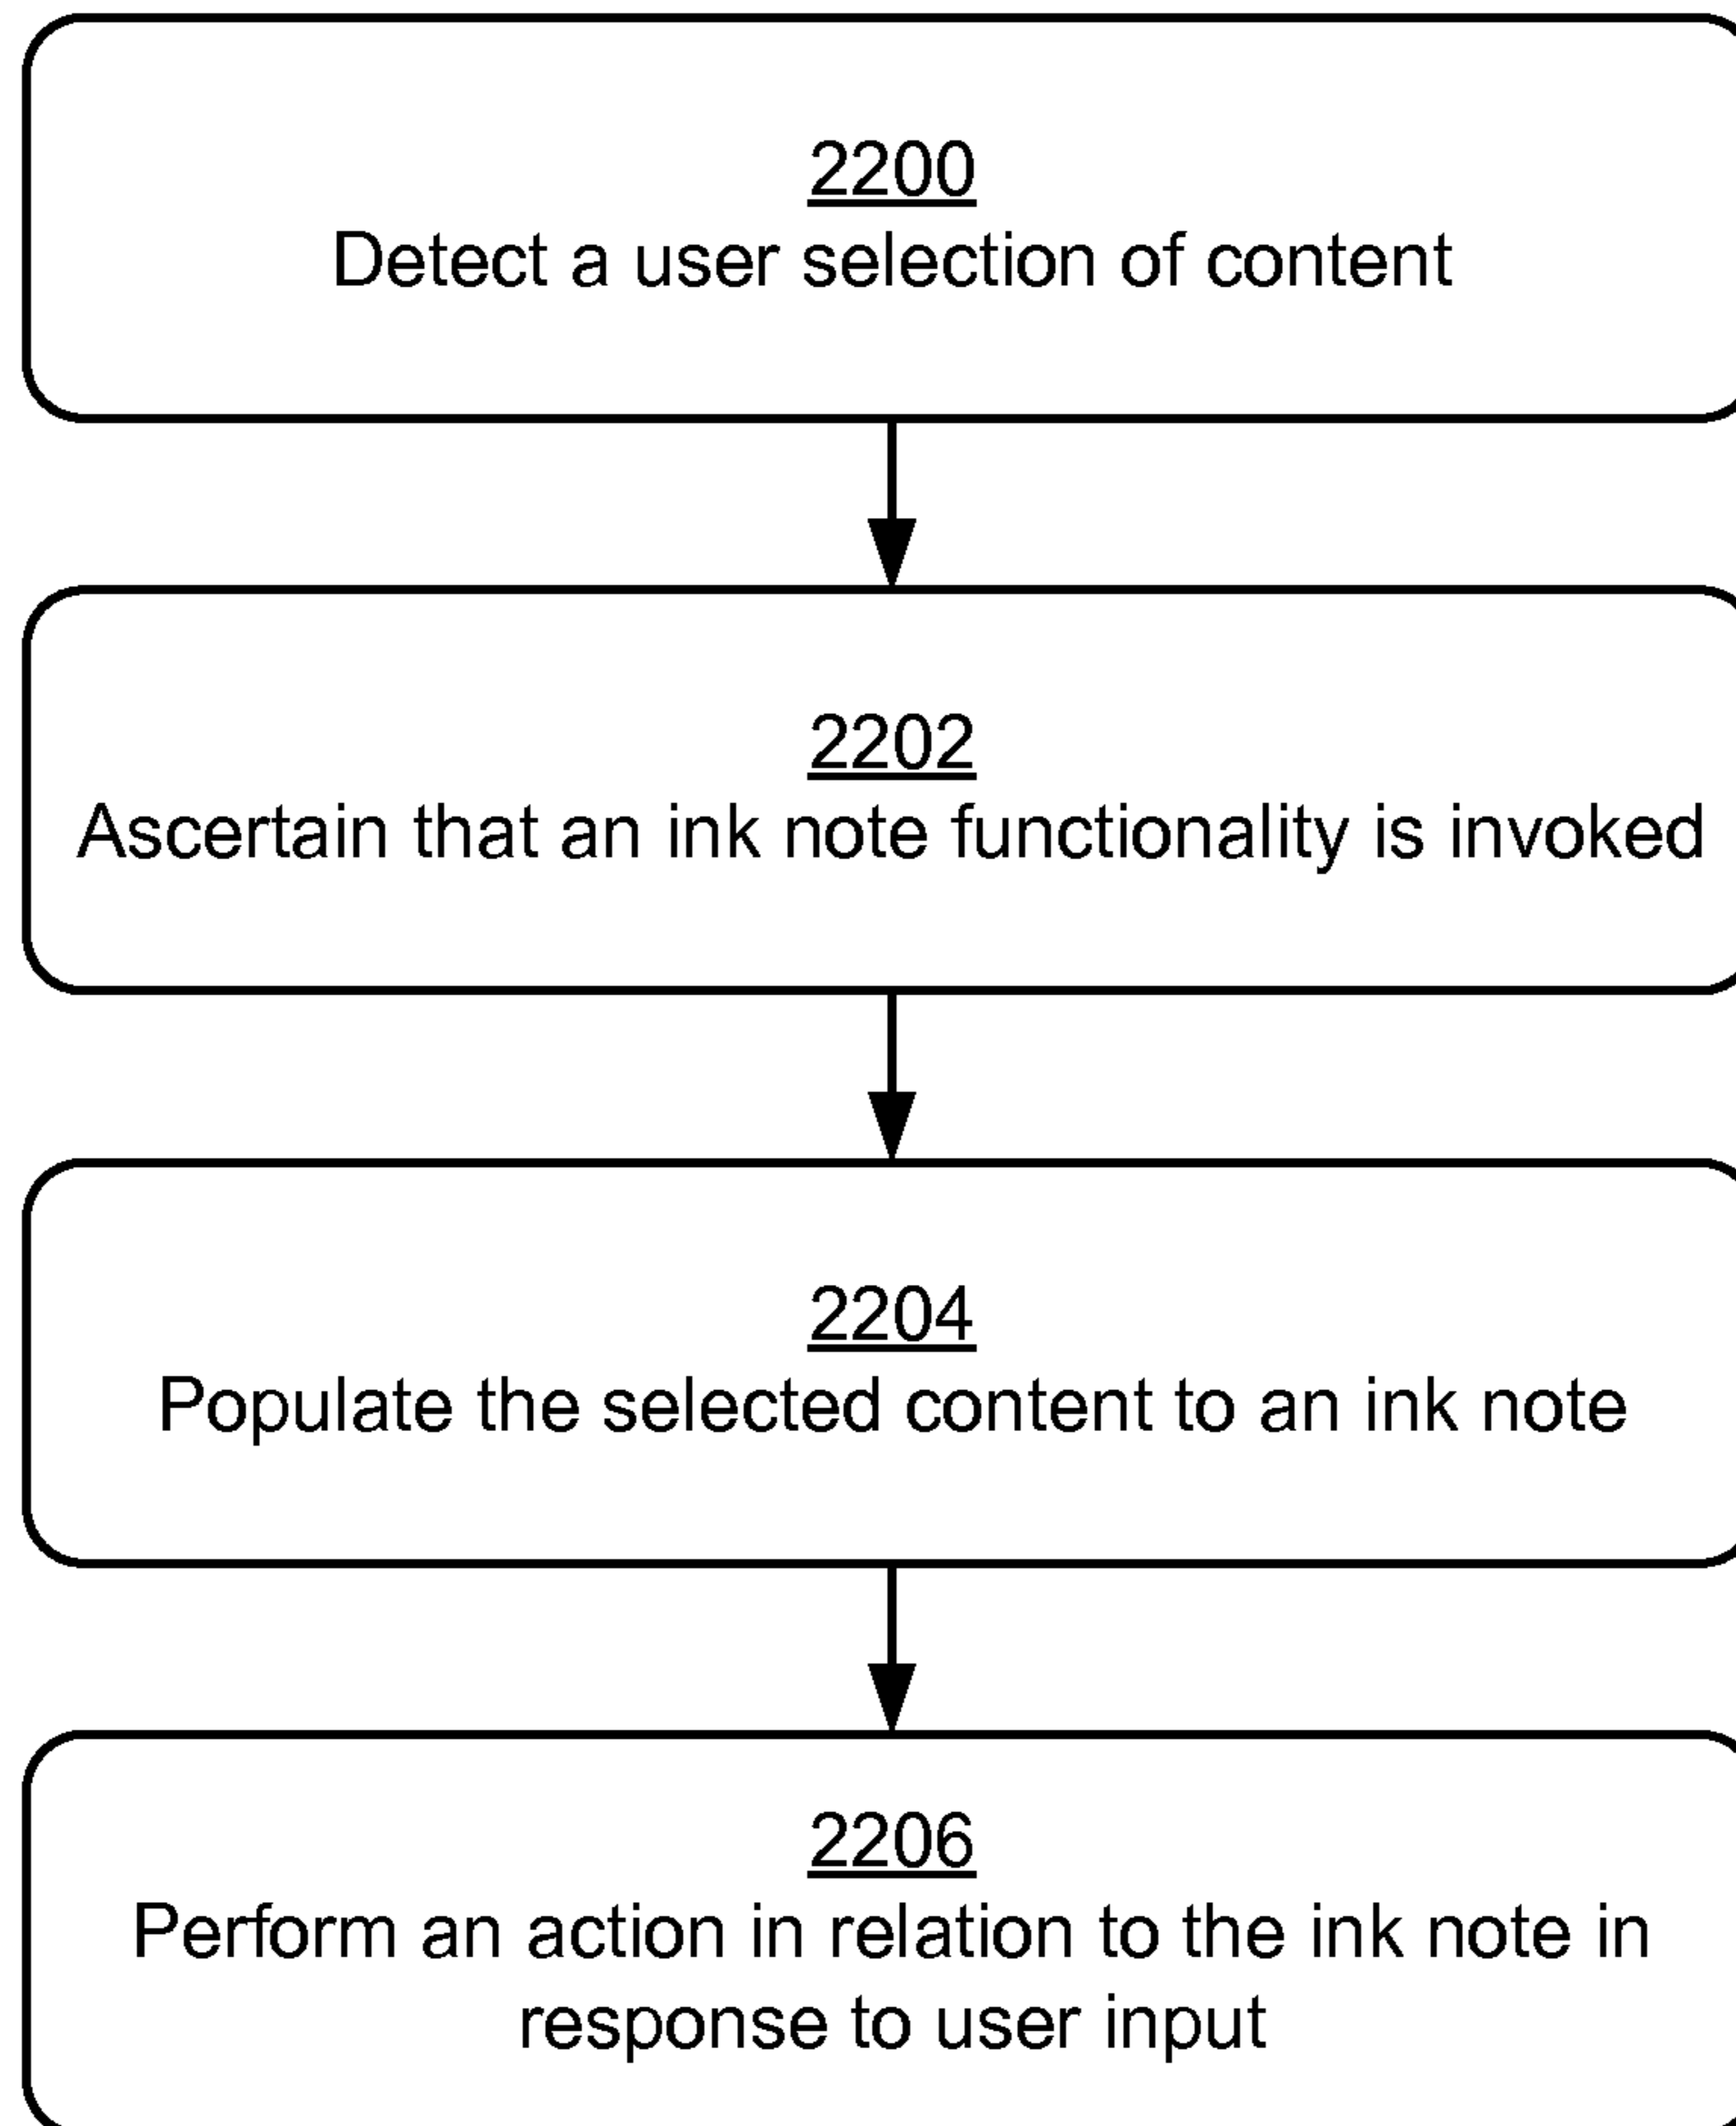 2200
Detect a user selection of content
2202
Ascertain that an ink note functionality is invoked
2204
Populate the selected content to an ink note
2206
Perform an action in relation to the ink note in
response to user input